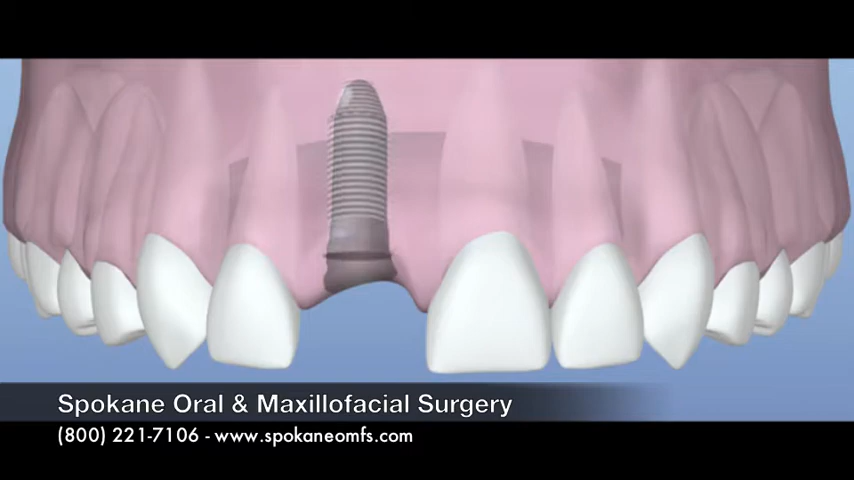 Spokane Oral & Maxillofacial Surgery
(800) 221-7106 - www.spokaneomfs.com